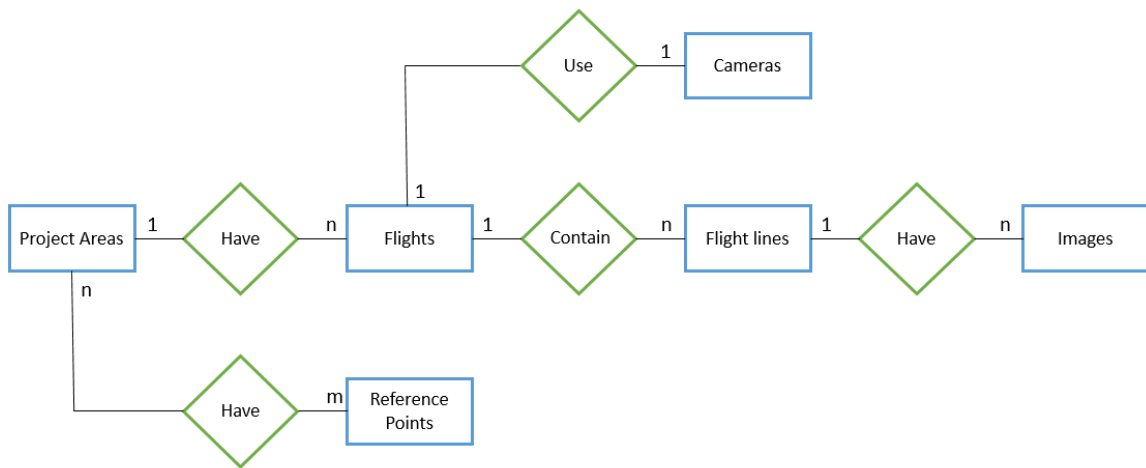 Use
1
Cameras
1
Project Areas
1
Have
n
Flights
1
Contain
n
Flight lines
1
Have
n
Images
n
Have
m
Reference
Points